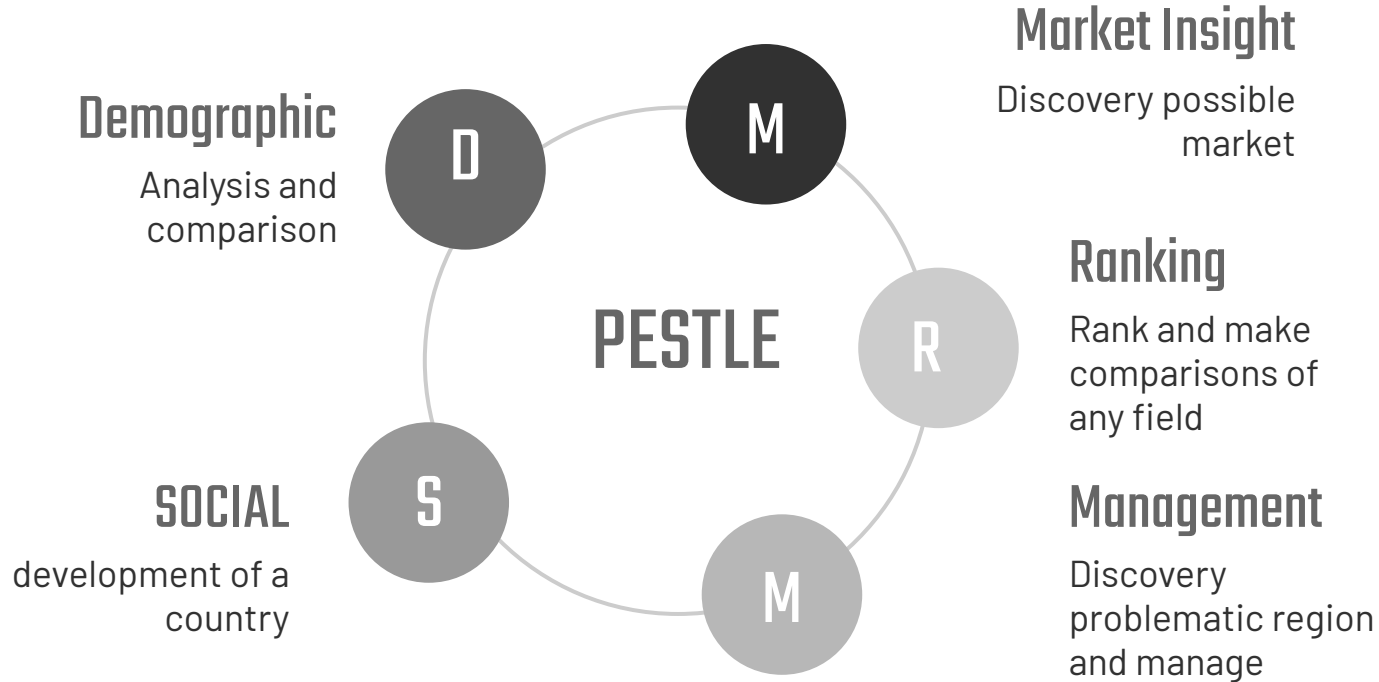 Market Insight
Discovery possible
market
M
Demographic
Analysis and
comparison
D
PESTLE
Ranking
Rank and make
comparisons of
any field
R
SOCIAL
development of a
country
S
Management
Discovery
problematic region
and manage
M